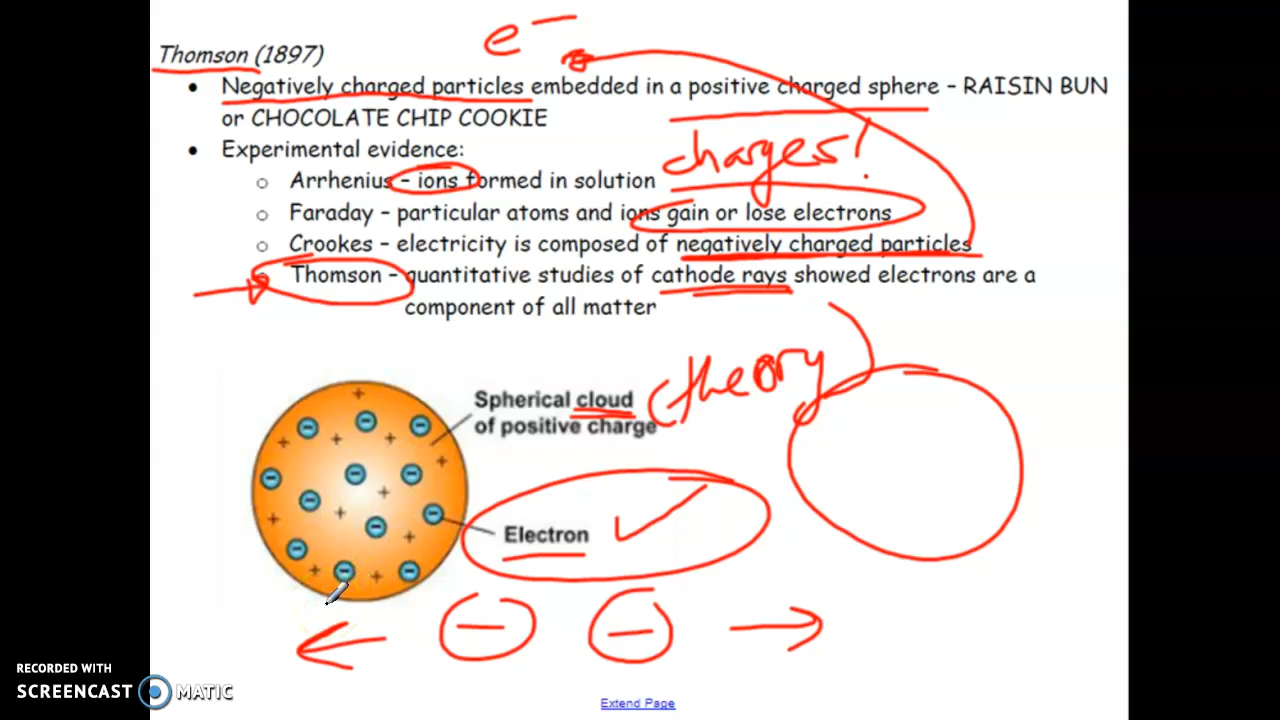 e⁻
Thomson (1897)
• Negatively charged particles embedded in a positive charged sphere – RAISIN BUN
or CHOCOLATE CHIP COOKIE
• Experimental evidence:
charges!
o Arrhenius – ions formed in solution
o Faraday – particular atoms and ions gain or lose electrons
o Crookes – electricity is composed of negatively charged particles
o Thomson – quantitative studies of cathode rays showed electrons are a
component of all matter
Spherical cloud
of positive charge
(theory)
Electron ✓
RECORDED WITH
SCREENCAST MATIC
Extend Page